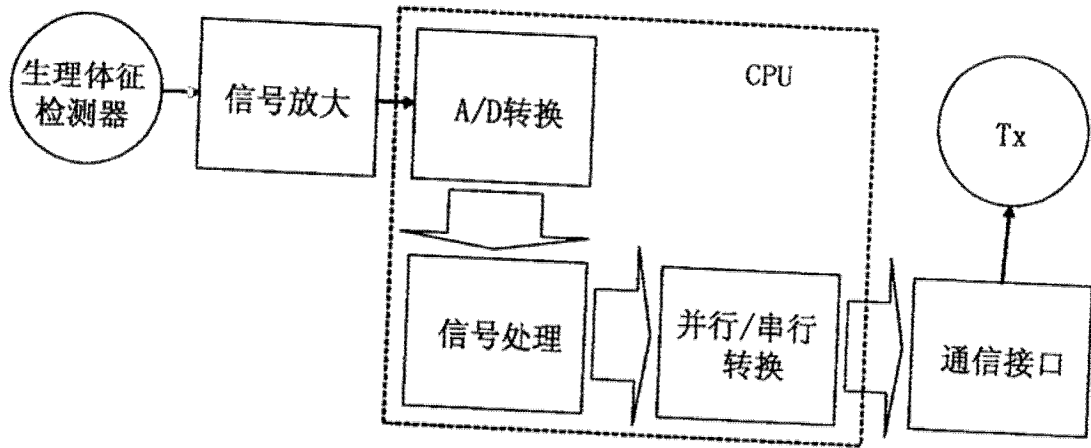 生理体征
检测器
信号放大
A/D转换
CPU
Tx
信号处理
并行/串行
转换
通信接口